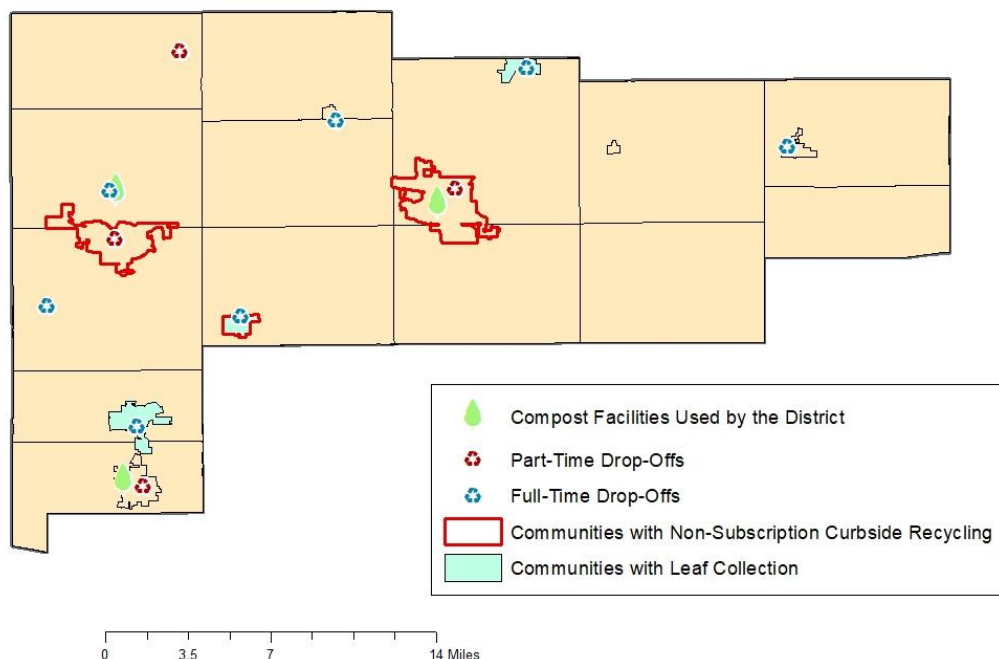 Compost Facilities Used by the District
Part-Time Drop-Offs
Full-Time Drop-Offs
Communities with Non-Subscription Curbside Recycling
Communities with Leaf Collection
0 3.5 7 14 Miles